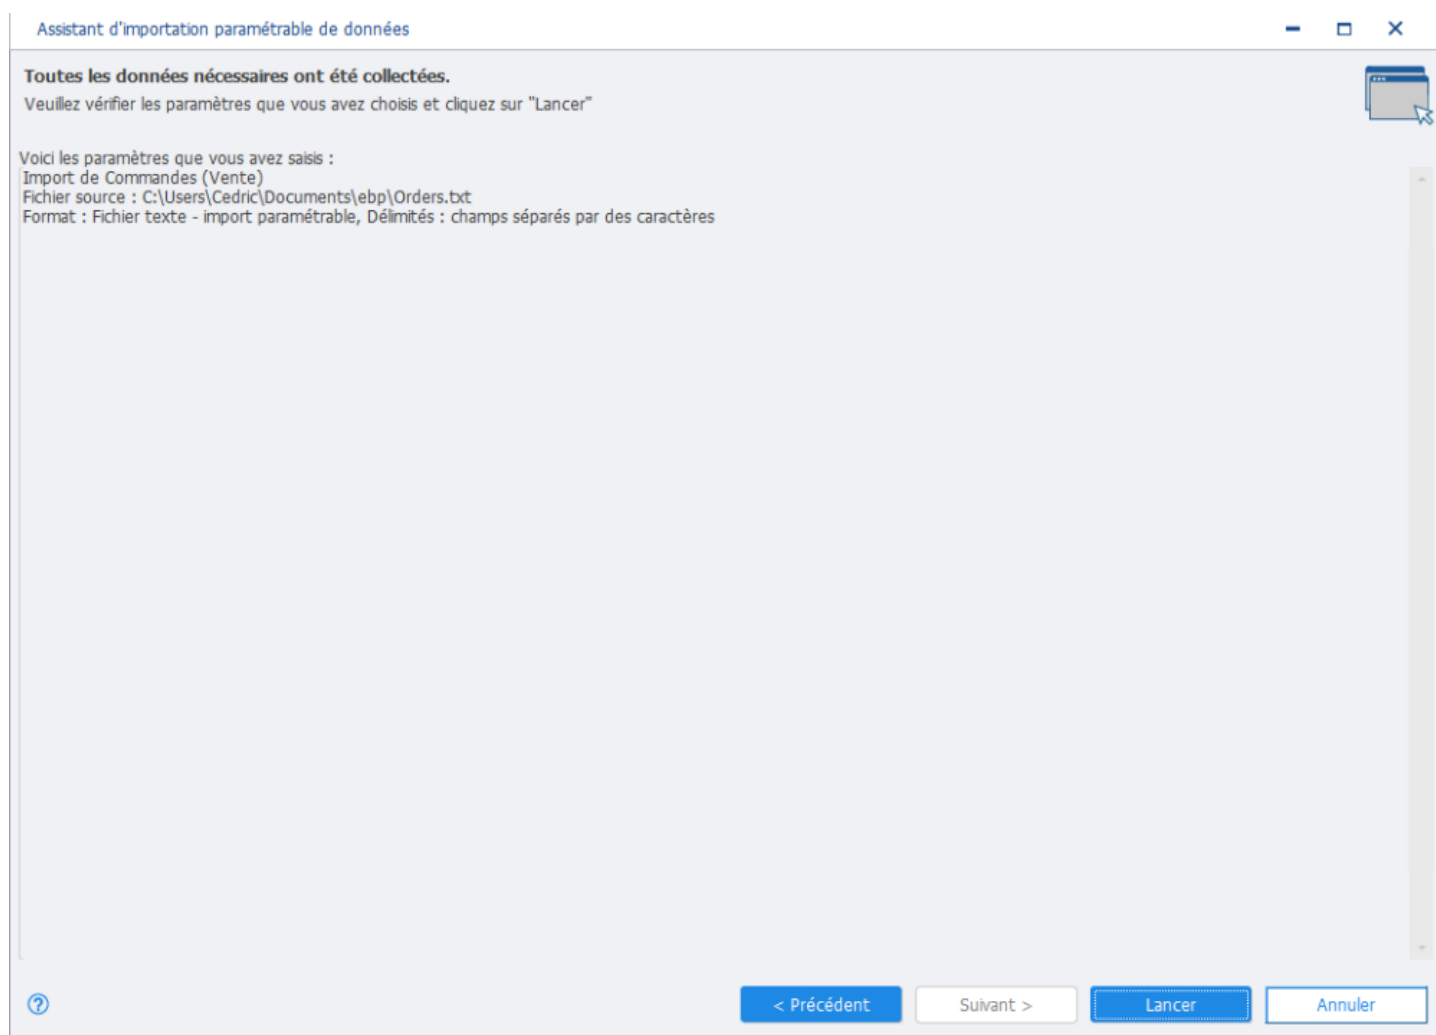 Assistant d'importation paramétrable de données
Toutes les données nécessaires ont été collectées.
Veuillez vérifier les paramètres que vous avez choisis et cliquez sur "Lancer"
Voici les paramètres que vous avez saisis :
Import de Commandes (Vente)
Fichier source : C:\Users\Cedric\Documents\ebp\Orders.txt
Format : Fichier texte - import paramétrable, Délimités : champs séparés par des caractères
? < Précédent Suivant > Lancer Annuler